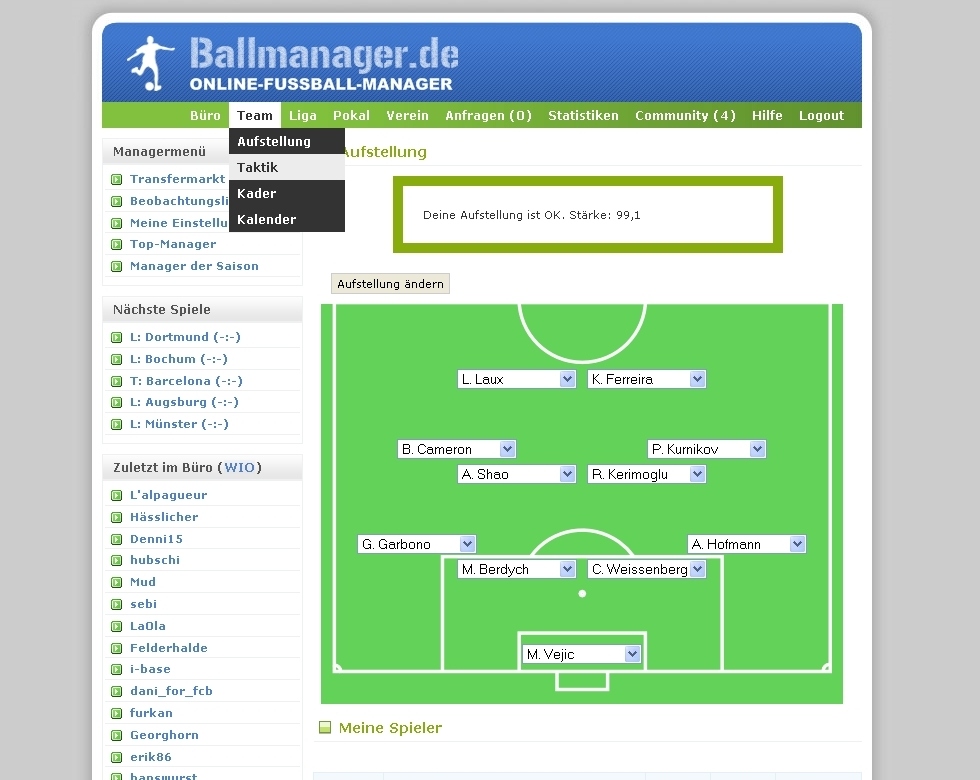 Ballmanager.de
ONLINE-FUSSBALL-MANAGER
Büro Team Liga Pokal Verein Anfragen (0) Statistiken Community (4) Hilfe Logout
Aufstellung
Taktik
Kader
Kalender
Managermenü
Transfermarkt
Beobachtungsli
Meine Einstellu
Top-Manager
Manager der Saison
Nächste Spiele
L: Dortmund (-:-)
L: Bochum (-:-)
T: Barcelona (-:-)
L: Augsburg (-:-)
L: Münster (-:-)
Zuletzt im Büro (WIO)
L'alpagueur
Hässlicher
Denni15
hubschi
Mud
sebi
LaOla
Felderhalde
i-base
dani_for_fcb
furkan
Georghorn
erik86
hanswurst
Aufstellung
Deine Aufstellung ist OK. Stärke: 99,1
Aufstellung ändern
L. Laux K. Ferreira
B. Cameron P. Kurnikov
A. Shao R. Kerimoglu
G. Garbono A. Hofmann
M. Berdych C. Weissenberg
M. Vejic
Meine Spieler